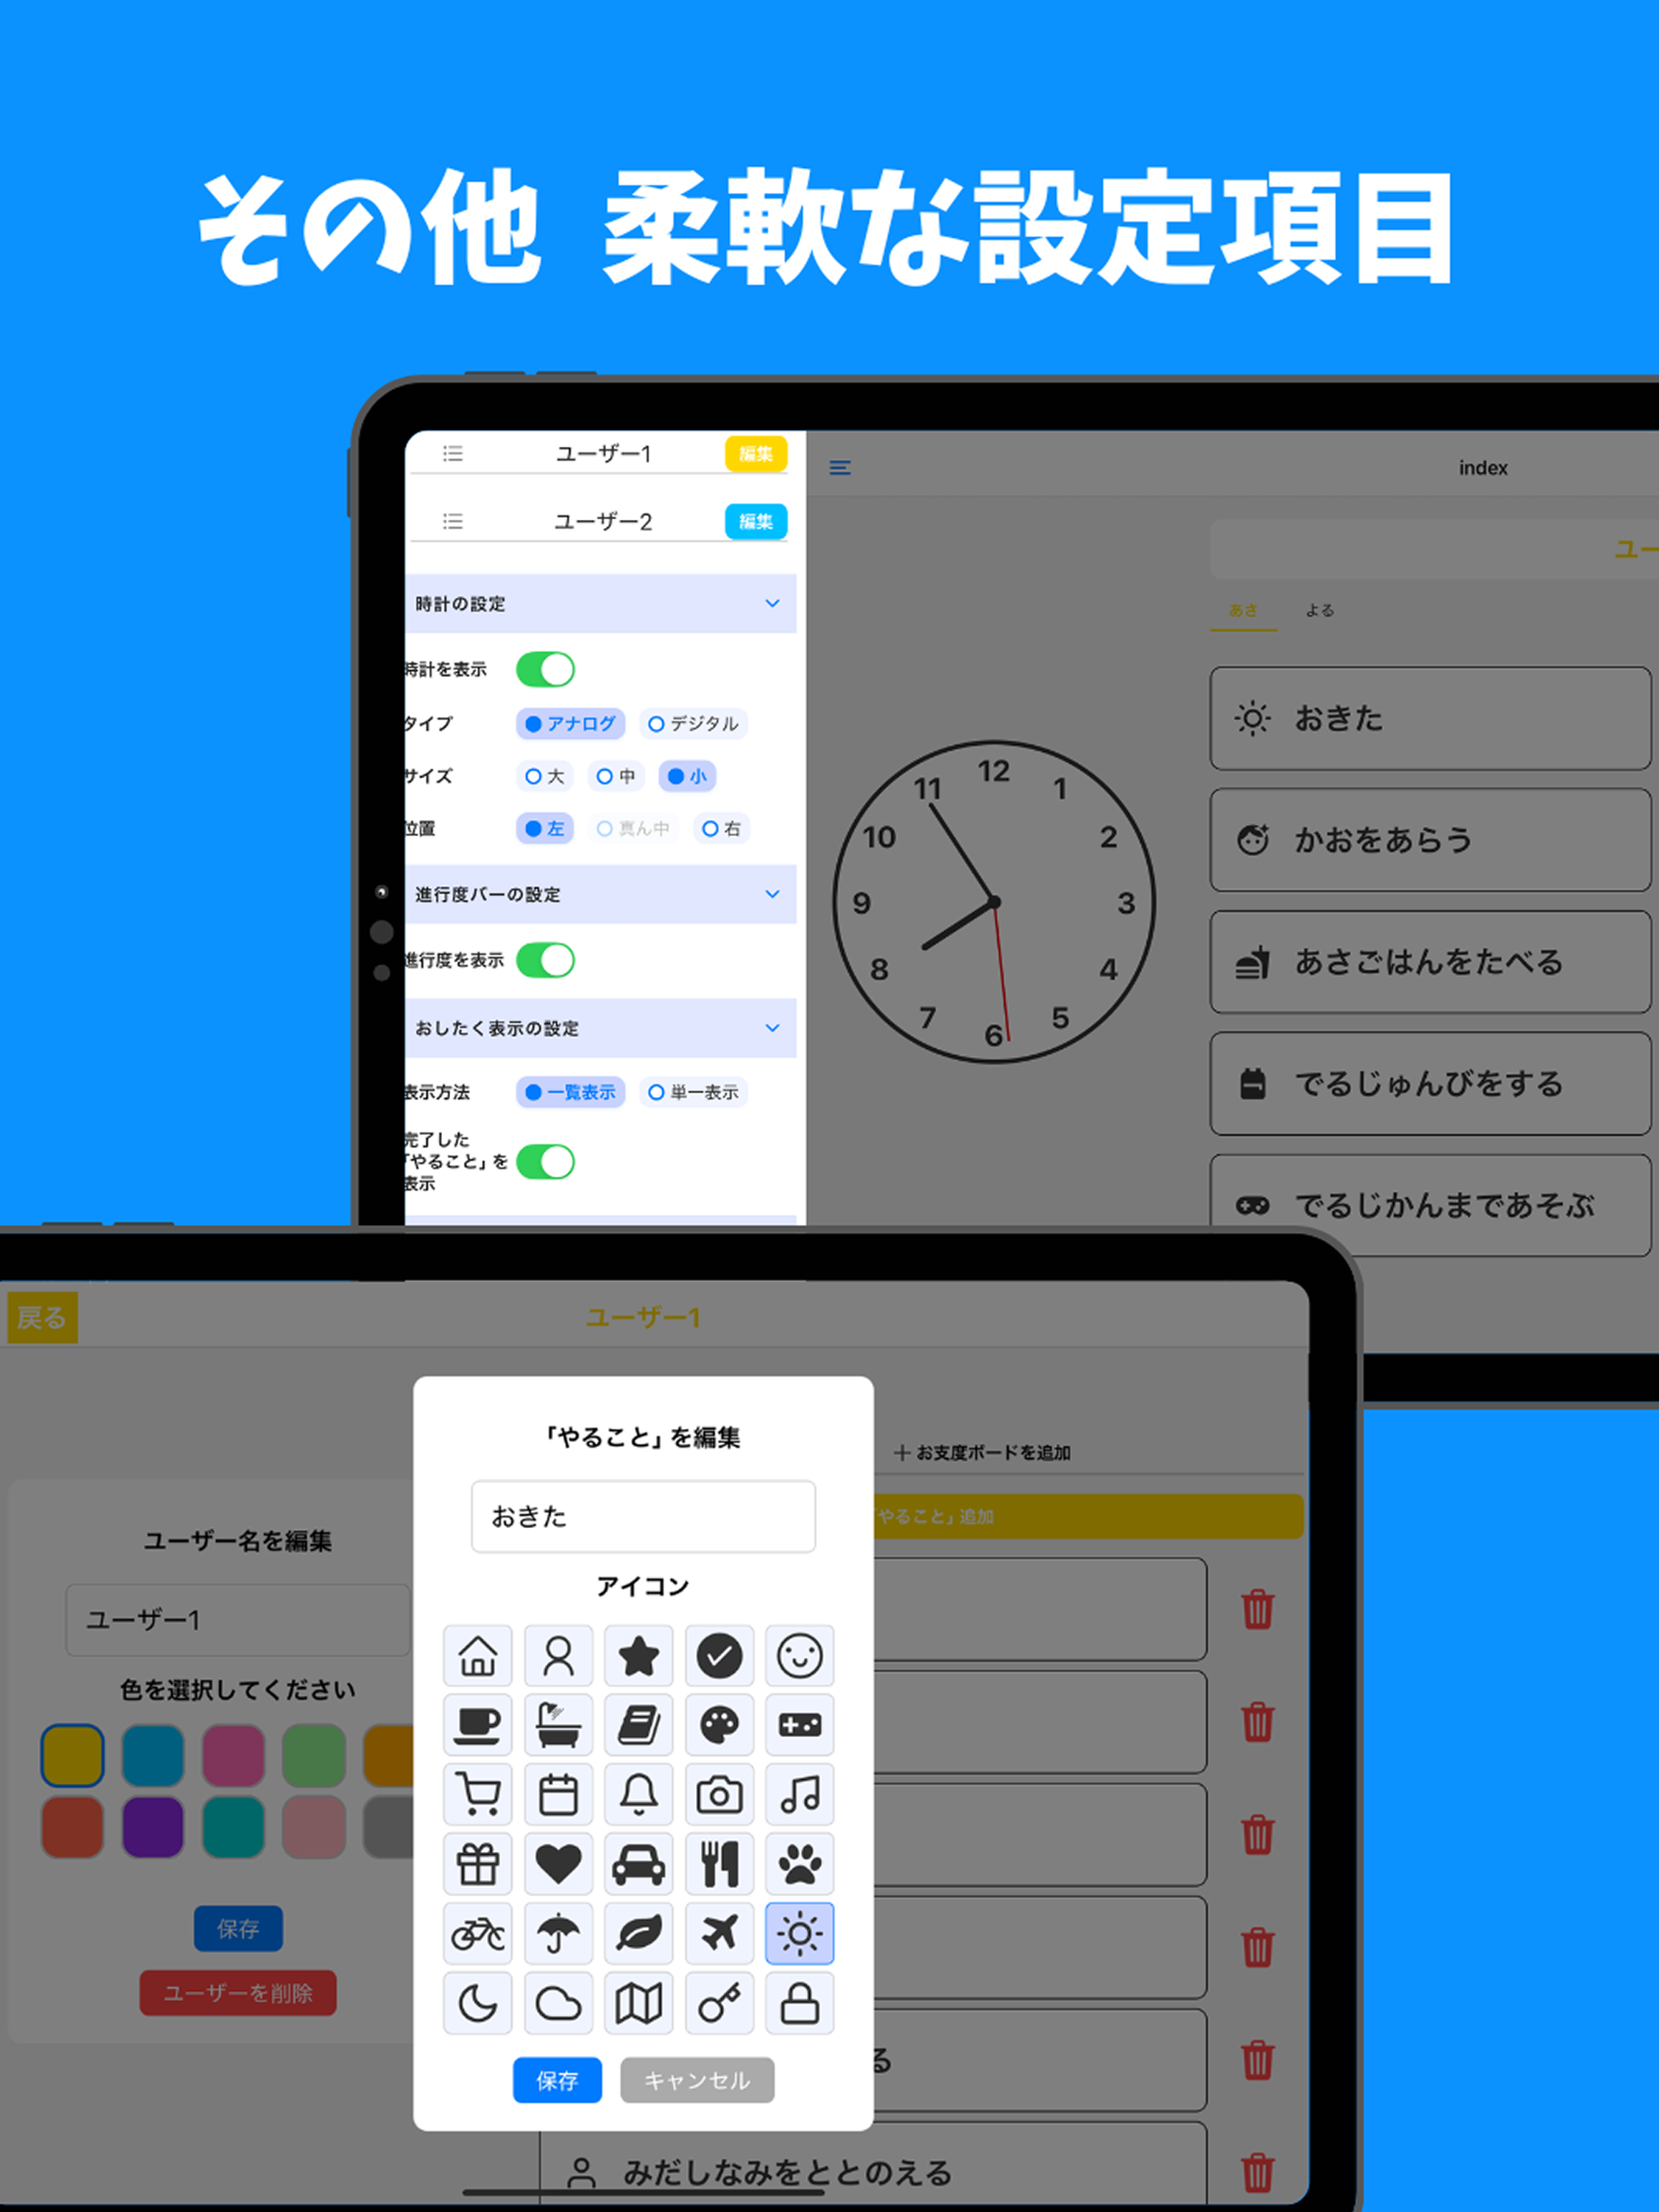 その他 柔軟な設定項目
ユーザー1 編集
ユーザー2 編集
時計の設定
時計を表示
タイプ アナログ デジタル
サイズ 大 中 小
位置 左 真ん中 右
進行度バーの設定
進行度を表示
おしたく表示の設定
表示方法 一覧表示 単一表示
完了した
「やること」を
表示
index
ユー
あさ よる
12
1
2
3
4
5
6
7
8
9
10
11
おきた
かおをあらう
あさごはんをたべる
でるじゅんびをする
でるじかんまであそぶ
戻る
ユーザー1
ユーザー名を編集
ユーザー1
色を選択してください
保存
ユーザーを削除
「やること」を編集
おきた
アイコン
保存 キャンセル
お支度ボードを追加
「やること」追加
る
みだしなみをととのえる